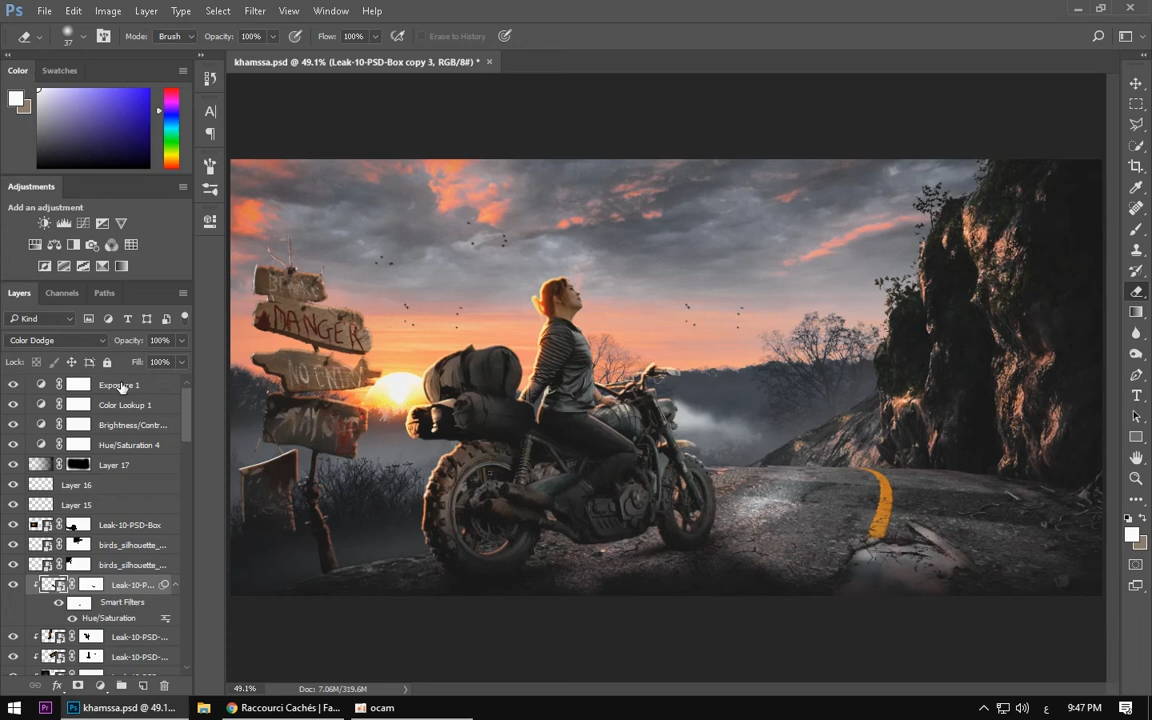 Ps File Edit Image Layer Type Select Filter View Window Help
37 Mode: Brush Opacity: 100% Flow: 100% Erase to History
khamssa.psd @ 49.1% (Leak-10-PSD-Box copy 3, RGB/8#) * ×
Color Swatches
Adjustments
Add an adjustment
Layers Channels Paths
Kind
Color Dodge Opacity: 100%
Lock: Fill: 100%
Exposure 1
Color Lookup 1
Brightness/Contr...
Hue/Saturation 4
Layer 17
Layer 16
Layer 15
Leak-10-PSD-Box
birds_silhouette_...
birds_silhouette_...
Leak-10-P...
Smart Filters
Hue/Saturation
Leak-10-PSD-...
Leak-10-PSD-...
DANGER
49.1% Doc: 7.06M/319.6M
khamssa.psd @ 49.1... Raccourci Cachés | Fa... ocam ع 9:47 PM